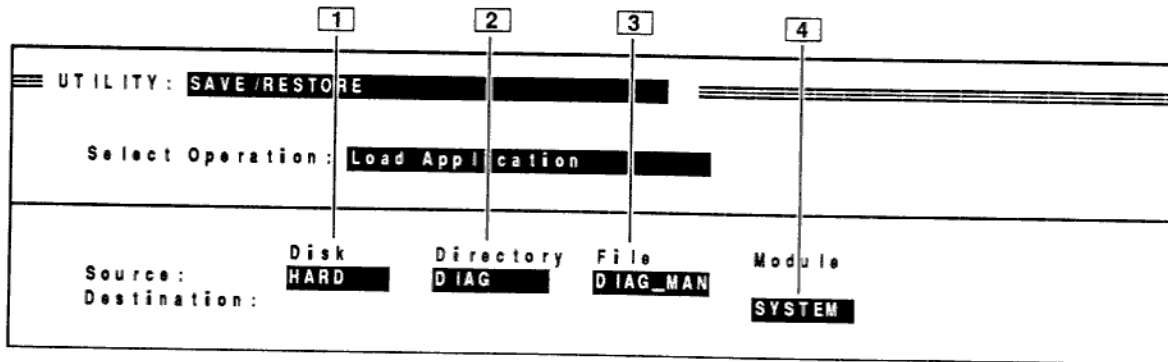 1 2 3 4
UTILITY: SAVE/RESTORE
Select Operation: Load Application
Disk Directory File Module
Source: HARD DIAG DIAG_MAN
Destination: SYSTEM